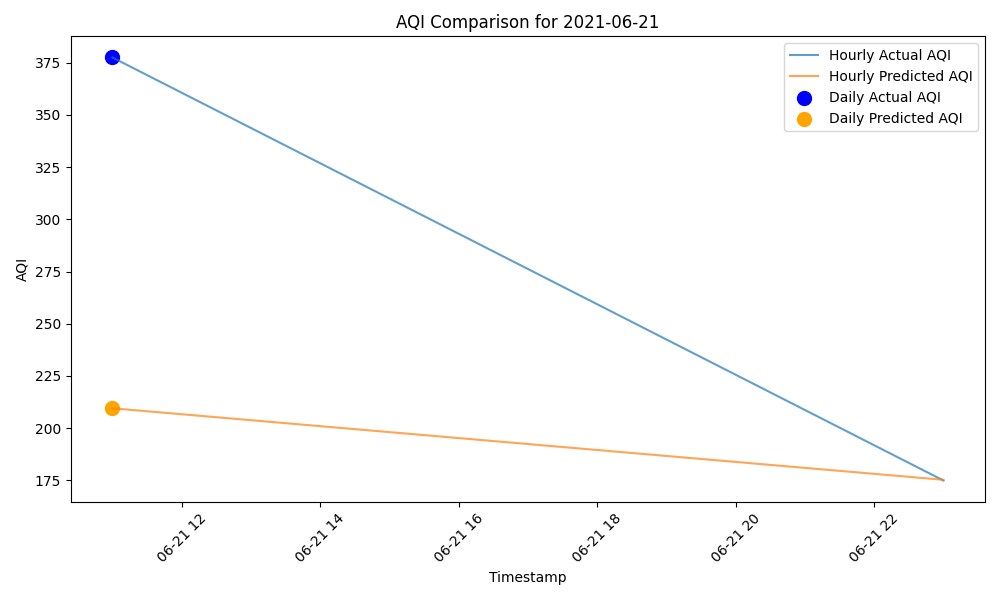 AQI Comparison for 2021-06-21
Hourly Actual AQI
Hourly Predicted AQI
Daily Actual AQI
Daily Predicted AQI
AQI
375
350
325
300
275
250
225
200
175
06-21 12
06-21 14
06-21 16
06-21 18
06-21 20
06-21 22
Timestamp